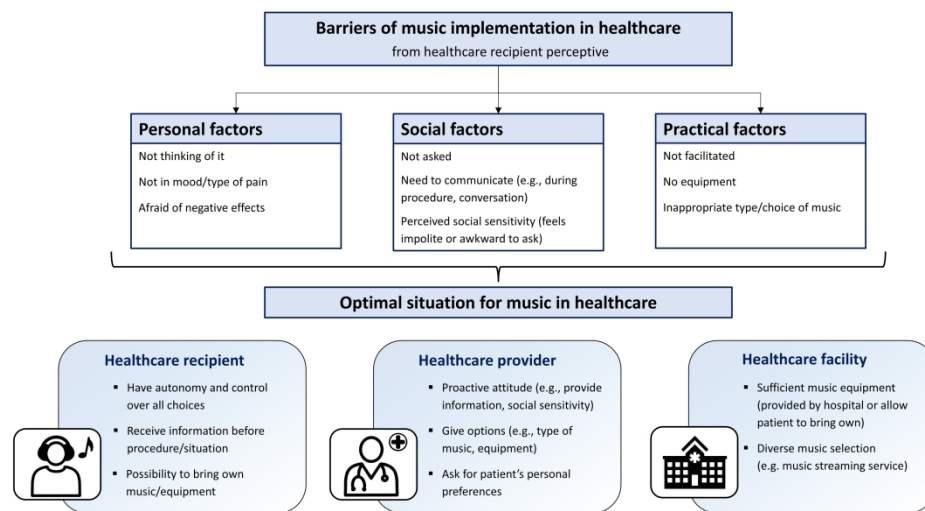 Barriers of music implementation in healthcare
from healthcare recipient perceptive
Personal factors
Not thinking of it
Not in mood/type of pain
Afraid of negative effects
Social factors
Not asked
Need to communicate (e.g., during
procedure, conversation)
Perceived social sensitivity (feels
impolite or awkward to ask)
Practical factors
Not facilitated
No equipment
Inappropriate type/choice of music
Optimal situation for music in healthcare
Healthcare recipient
▪ Have autonomy and control
over all choices
▪ Receive information before
procedure/situation
▪ Possibility to bring own
music/equipment
Healthcare provider
▪ Proactive attitude (e.g., provide
information, social sensitivity)
▪ Give options (e.g., type of
music, equipment)
▪ Ask for patient's personal
preferences
Healthcare facility
▪ Sufficient music equipment
(provided by hospital or allow
patient to bring own)
▪ Diverse music selection
(e.g. music streaming service)